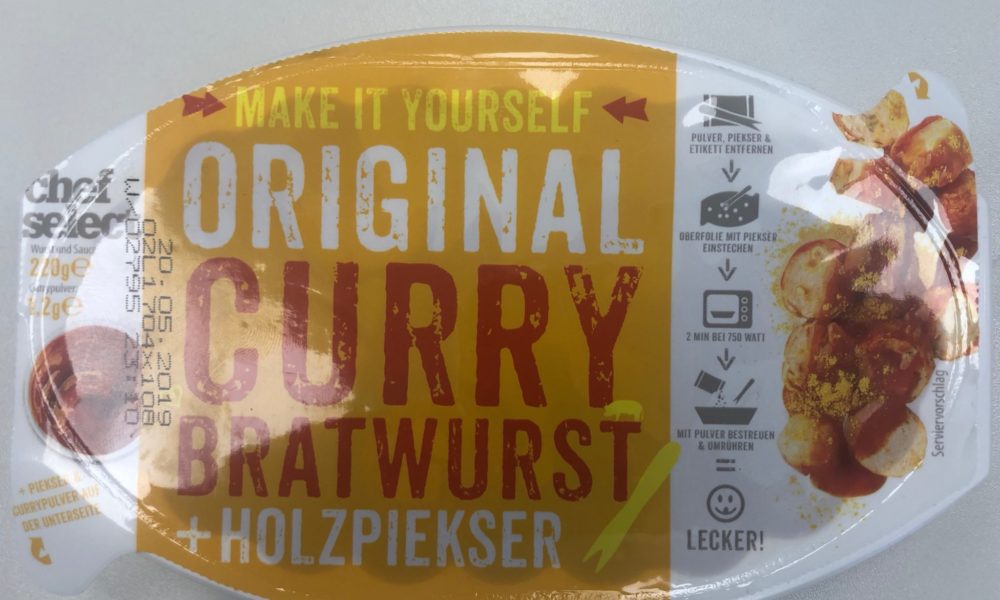 MAKE IT YOURSELF
ORIGINAL
CURRY
BRATWURST
+ HOLZPIEKSER
chef
select
Wurst und Sauce
220g℮
Currypulver:
1,2g℮
20.05.2019
02L1704x108
23:10
+ PIEKSER &
CURRYPULVER AUF
DER UNTERSEITE
PULVER, PIEKSER &
ETIKETT ENTFERNEN
OBERFOLIE MIT PIEKSER
EINSTECHEN
2 MIN BEI 750 WATT
MIT PULVER BESTREUEN
& UMRÜHREN
=
LECKER!
Serviervorschlag